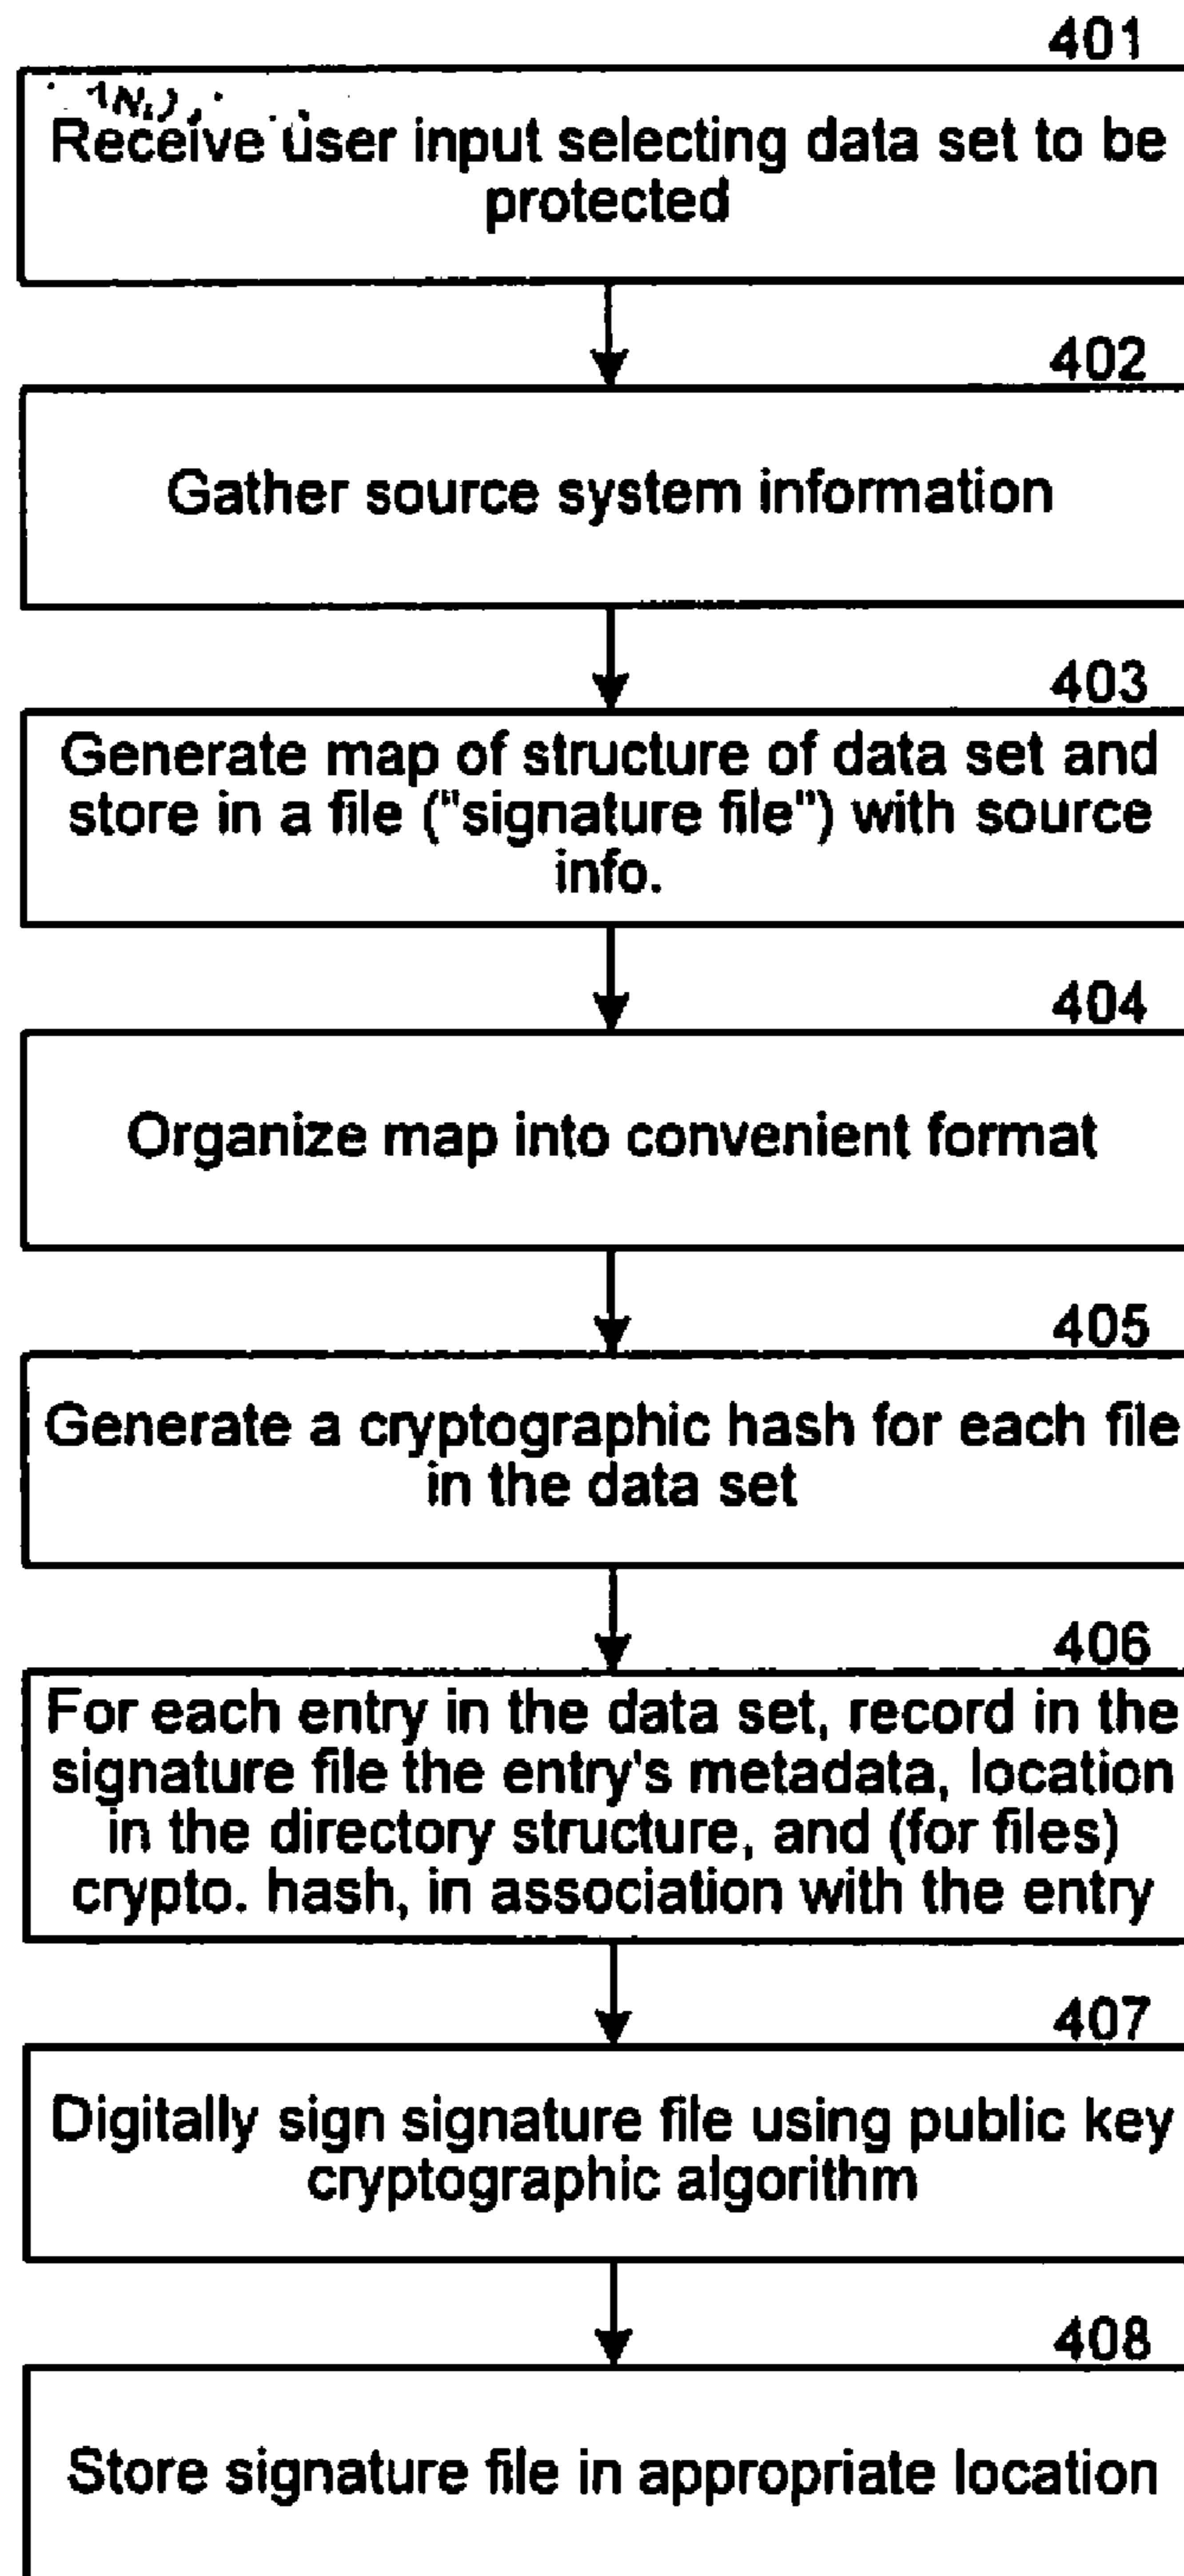 401
Receive user input selecting data set to be
protected
402
Gather source system information
403
Generate map of structure of data set and
store in a file ("signature file") with source
info.
404
Organize map into convenient format
405
Generate a cryptographic hash for each file
in the data set
406
For each entry in the data set, record in the
signature file the entry's metadata, location
in the directory structure, and (for files)
crypto. hash, in association with the entry
407
Digitally sign signature file using public key
cryptographic algorithm
408
Store signature file in appropriate location